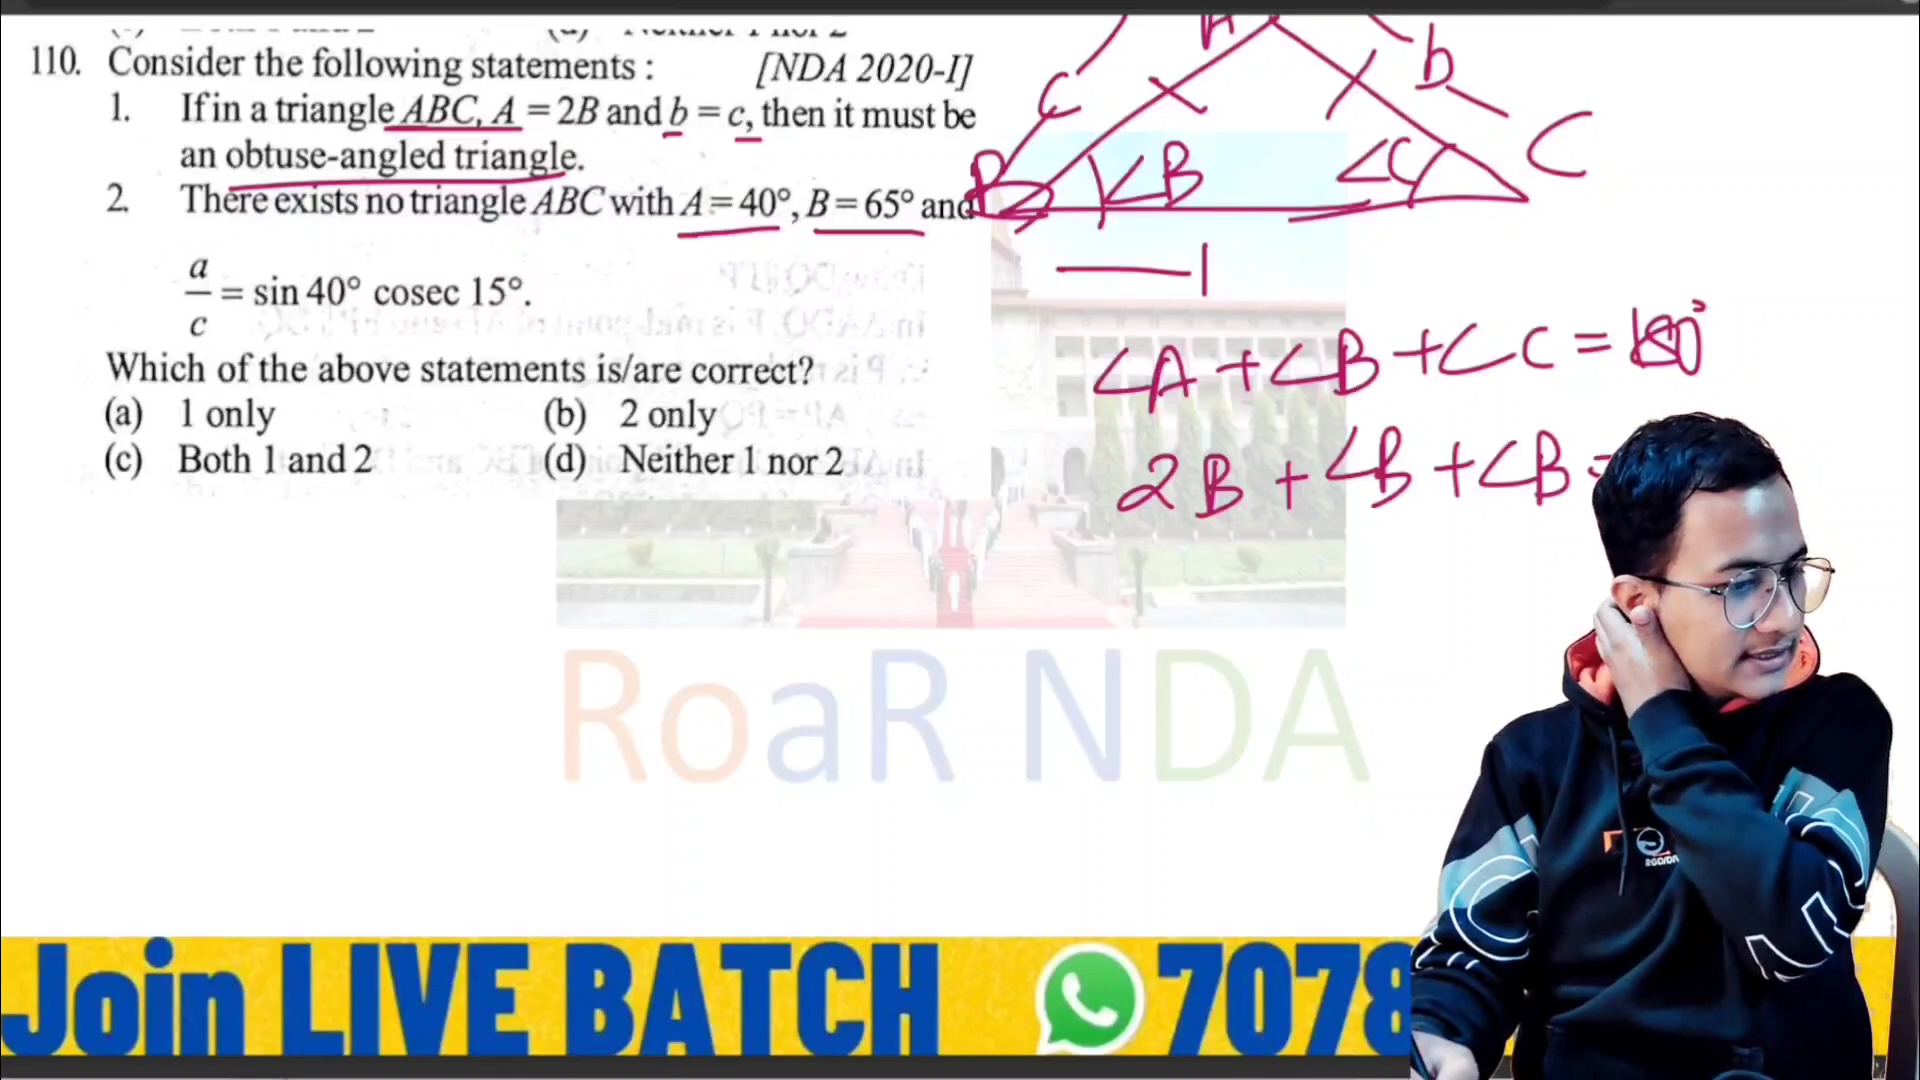 110. Consider the following statements : [NDA 2020-I]
1. If in a triangle ABC, A = 2B and b = c, then it must be
an obtuse-angled triangle.
2. There exists no triangle ABC with A = 40°, B = 65° and
a/c = sin 40° cosec 15°.
Which of the above statements is/are correct?
(a) 1 only (b) 2 only
(c) Both 1 and 2 (d) Neither 1 nor 2
A
c
b
B
C
∠B
∠C
— 1
∠A + ∠B + ∠C = 180°
2B + ∠B + ∠B =
RoaR NDA
Join LIVE BATCH 7078